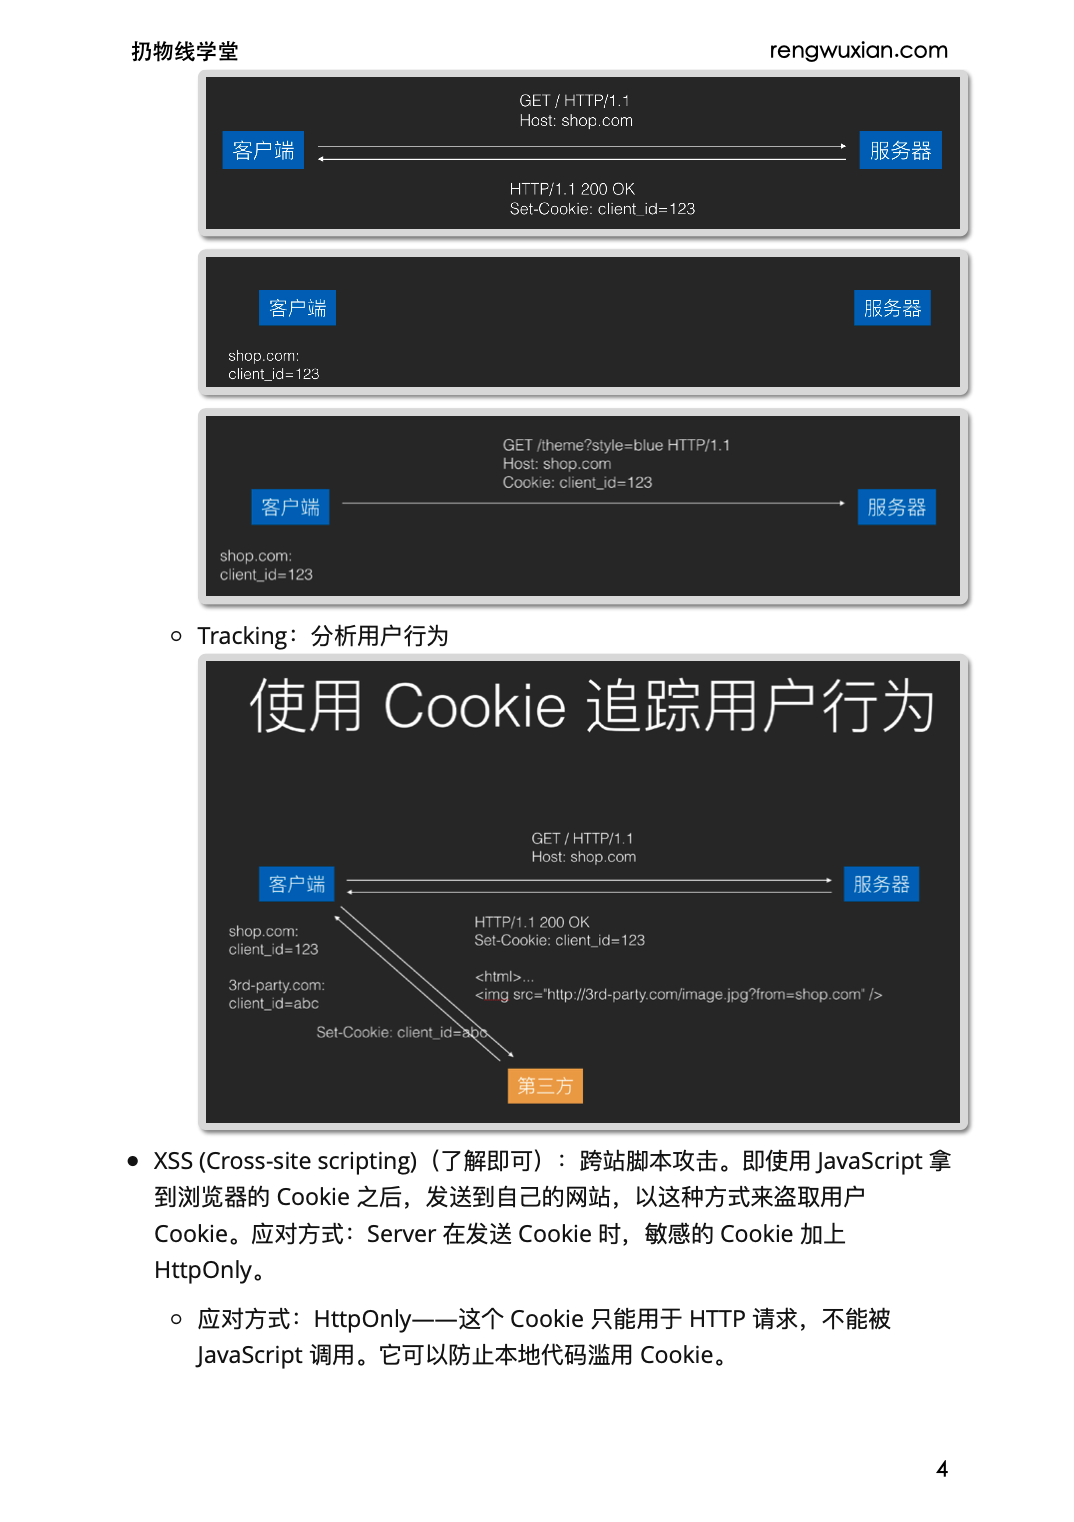 扔物线学堂
rengwuxian.com
GET / HTTP/1.1
Host: shop.com
客户端
服务器
HTTP/1.1 200 OK
Set-Cookie: client_id=123
客户端
服务器
shop.com:
client_id=123
GET /theme?style=blue HTTP/1.1
Host: shop.com
Cookie: client_id=123
客户端
服务器
shop.com:
client_id=123
Tracking：分析用户行为
使用 Cookie 追踪用户行为
GET / HTTP/1.1
Host: shop.com
客户端
服务器
HTTP/1.1 200 OK
Set-Cookie: client_id=123
shop.com:
client_id=123
<html>...
<img src="http://3rd-party.com/image.jpg?from=shop.com" />
3rd-party.com:
client_id=abc
Set-Cookie: client_id=abc
第三方
XSS (Cross-site scripting)（了解即可）：跨站脚本攻击。即使用 JavaScript 拿
到浏览器的 Cookie 之后，发送到自己的网站，以这种方式来盗取用户
Cookie。应对方式：Server 在发送 Cookie 时，敏感的 Cookie 加上
HttpOnly。
应对方式：HttpOnly——这个 Cookie 只能用于 HTTP 请求，不能被
JavaScript 调用。它可以防止本地代码滥用 Cookie。
4